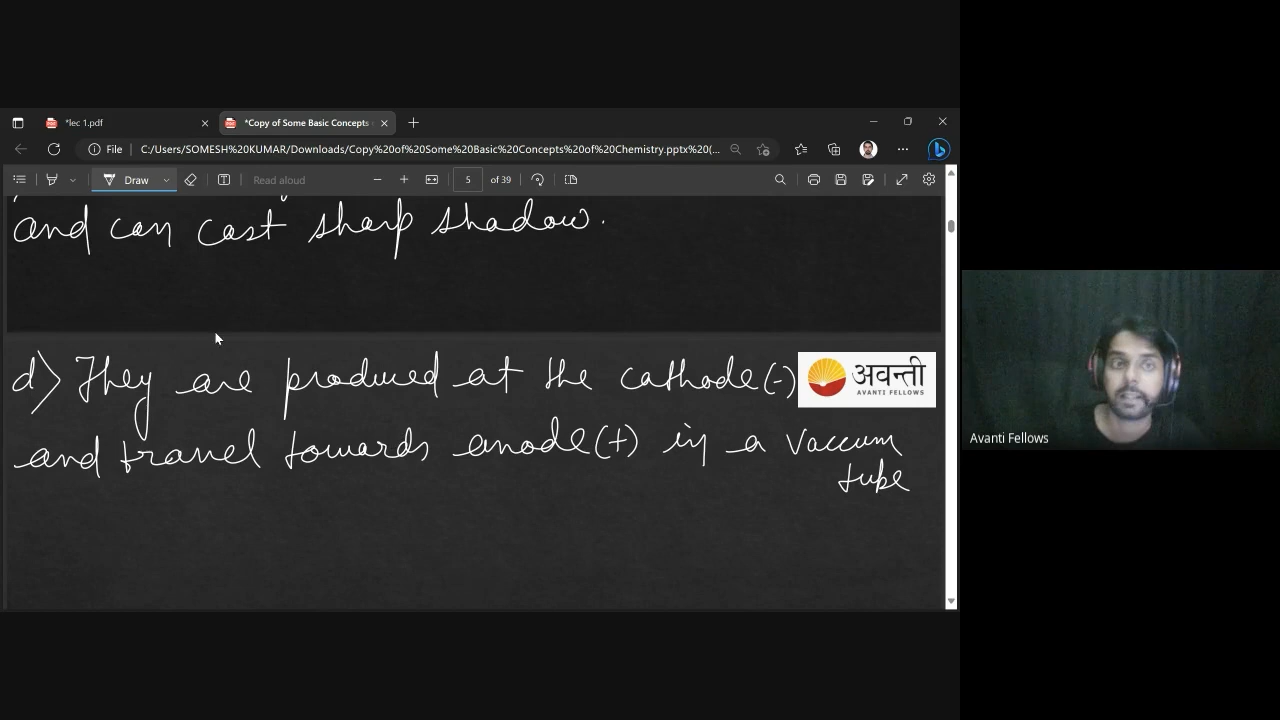 *lec 1.pdf
*Copy of Some Basic Concepts
File
C:/Users/SOMESH%20KUMAR/Downloads/Copy%20of%20Some%20Basic%20Concepts%20of%20Chemistry.pptx%20(...
Draw
Read aloud
5 of 39
and can cast sharp shadow.
d) They are produced at the cathode(-)
अवन्ती
AVANTI FELLOWS
and travel towards anode(+) in a vaccum
tube
Avanti Fellows